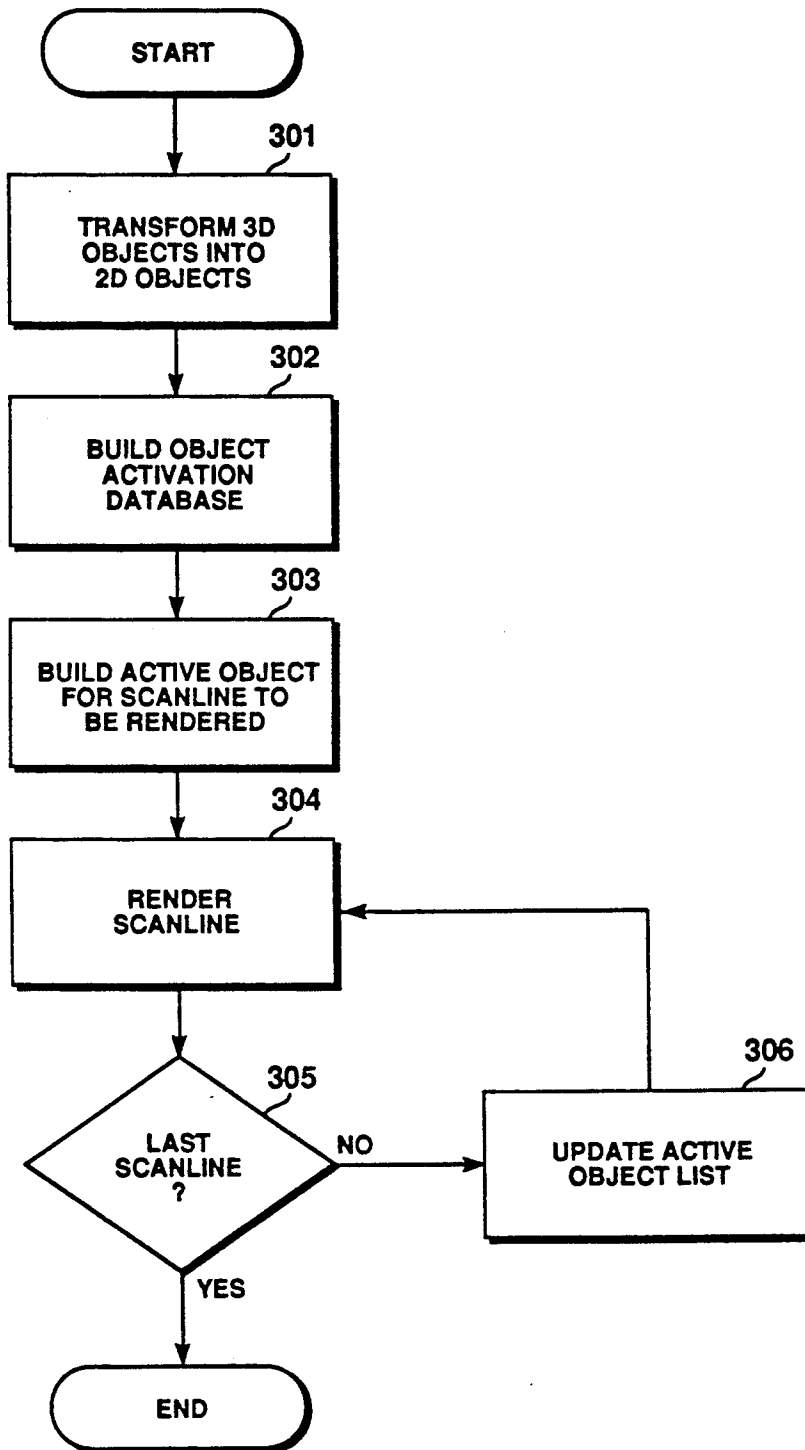 START
301
TRANSFORM 3D
OBJECTS INTO
2D OBJECTS
302
BUILD OBJECT
ACTIVATION
DATABASE
303
BUILD ACTIVE OBJECT
FOR SCANLINE TO
BE RENDERED
304
RENDER
SCANLINE
305
LAST
SCANLINE
?
NO
306
UPDATE ACTIVE
OBJECT LIST
YES
END